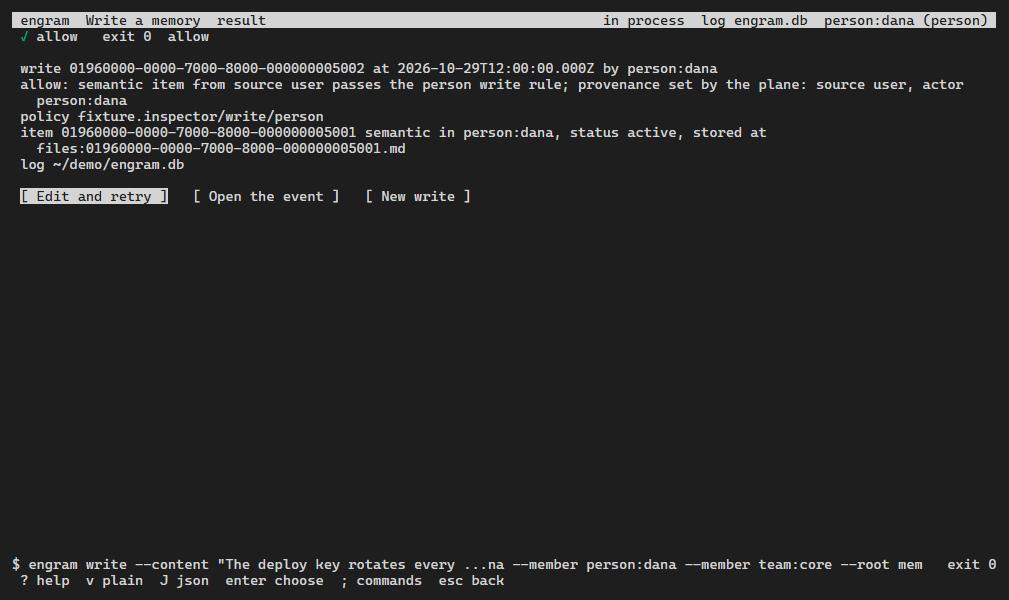 engram  Write a memory  result    in process  log engram.db  person:dana (person)
✓ allow   exit 0  allow
write 01960000-0000-7000-8000-000000005002 at 2026-10-29T12:00:00.000Z by person:dana
allow: semantic item from source user passes the person write rule; provenance set by the plane: source user, actor
person:dana
policy fixture.inspector/write/person
item 01960000-0000-7000-8000-000000005001 semantic in person:dana, status active, stored at
files:01960000-0000-7000-8000-000000005001.md
log ~/demo/engram.db
[ Edit and retry ]   [ Open the event ]   [ New write ]
$ engram write --content "The deploy key rotates every ...na --member person:dana --member team:core --root mem   exit 0
? help  v plain  J json  enter choose  ; commands  esc back